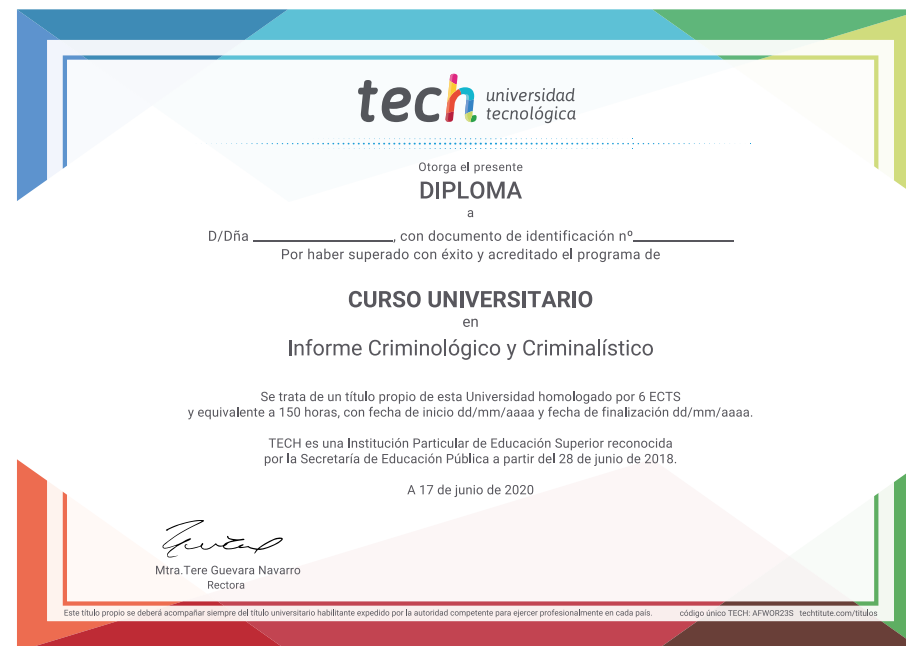 tech universidad
tecnológica
Otorga el presente
DIPLOMA
a
D/Dña ____________________, con documento de identificación nº______________
Por haber superado con éxito y acreditado el programa de
CURSO UNIVERSITARIO
en
Informe Criminológico y Criminalístico
Se trata de un título propio de esta Universidad homologado por 6 ECTS
y equivalente a 150 horas, con fecha de inicio dd/mm/aaaa y fecha de finalización dd/mm/aaaa.
TECH es una Institución Particular de Educación Superior reconocida
por la Secretaría de Educación Pública a partir del 28 de junio de 2018.
A 17 de junio de 2020
Mtra.Tere Guevara Navarro
Rectora
Este título propio se deberá acompañar siempre del título universitario habilitante expedido por la autoridad competente para ejercer profesionalmente en cada país. código único TECH: AFWOR23S techtitute.com/titulos